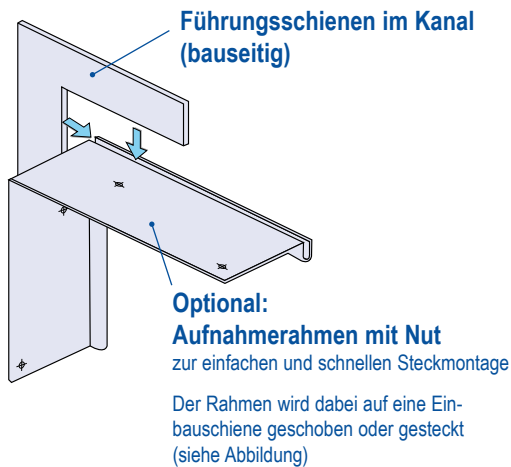 Führungsschienen im Kanal
(bauseitig)
Optional:
Aufnahmerahmen mit Nut
zur einfachen und schnellen Steckmontage
Der Rahmen wird dabei auf eine Ein-
bauschiene geschoben oder gesteckt
(siehe Abbildung)